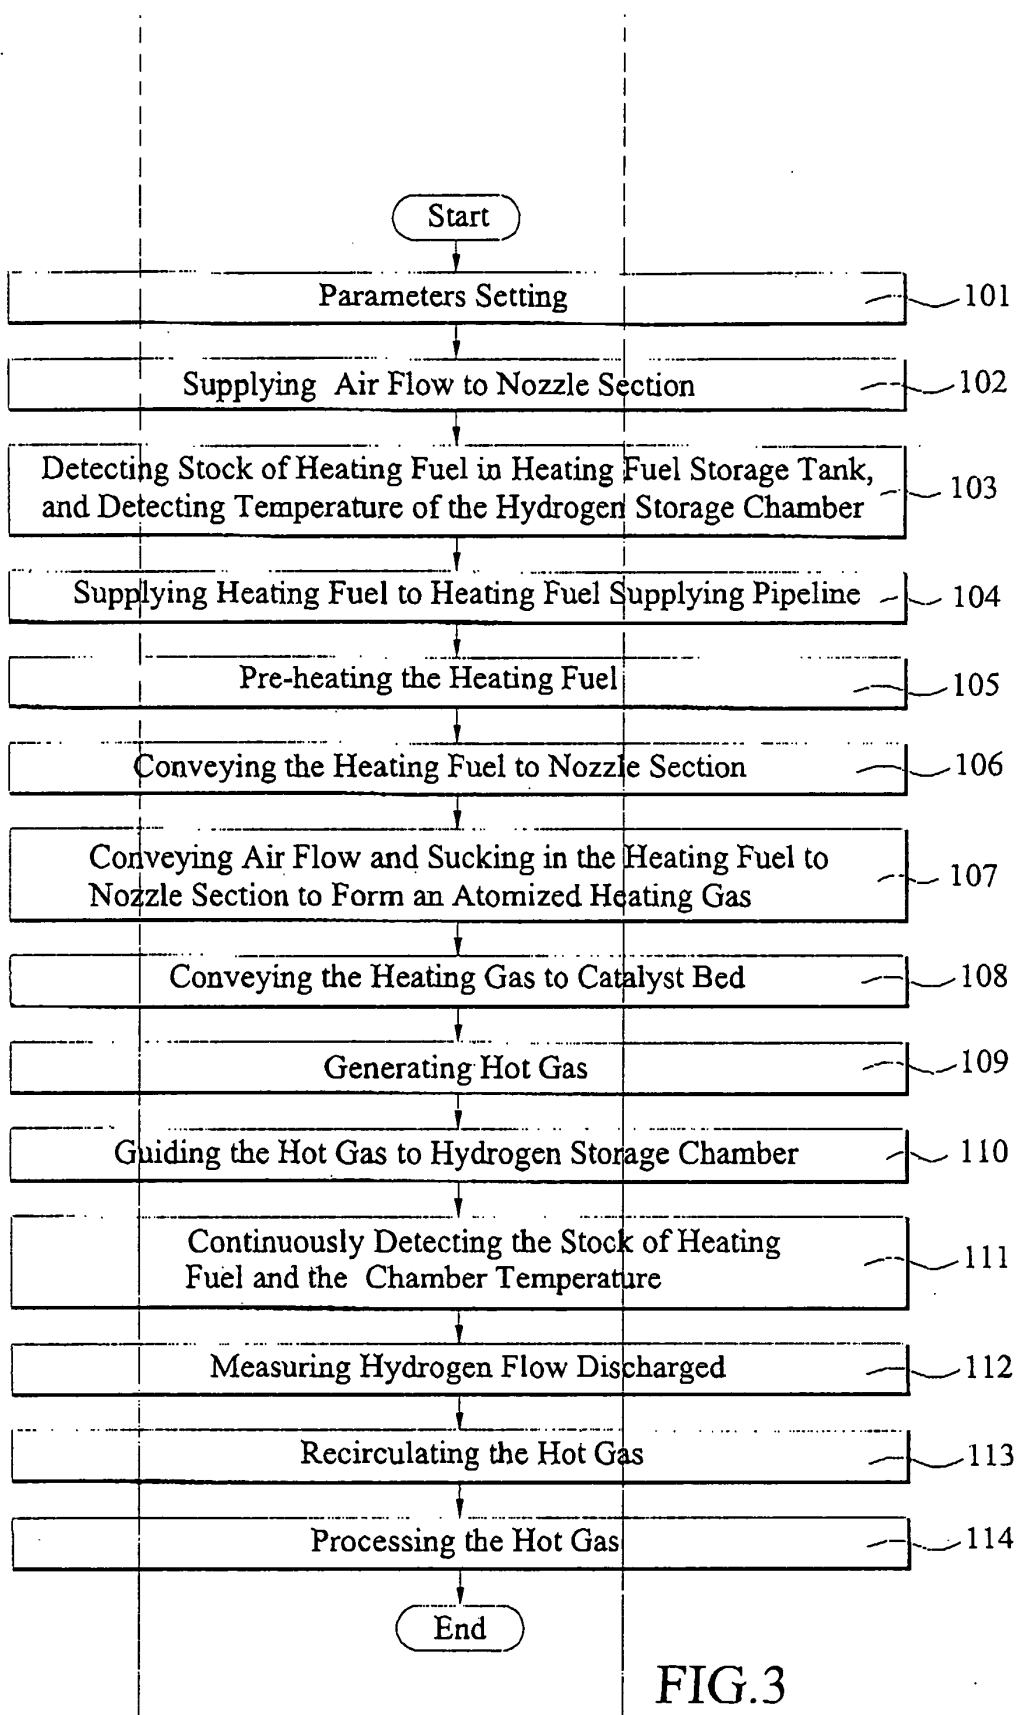 Start
Parameters Setting
101
Supplying Air Flow to Nozzle Section
102
Detecting Stock of Heating Fuel in Heating Fuel Storage Tank,
and Detecting Temperature of the Hydrogen Storage Chamber
103
Supplying Heating Fuel to Heating Fuel Supplying Pipeline
104
Pre-heating the Heating Fuel
105
Conveying the Heating Fuel to Nozzle Section
106
Conveying Air Flow and Sucking in the Heating Fuel to
Nozzle Section to Form an Atomized Heating Gas
107
Conveying the Heating Gas to Catalyst Bed
108
Generating Hot Gas
109
Guiding the Hot Gas to Hydrogen Storage Chamber
110
Continuously Detecting the Stock of Heating
Fuel and the Chamber Temperature
111
Measuring Hydrogen Flow Discharged
112
Recirculating the Hot Gas
113
Processing the Hot Gas
114
End
FIG.3